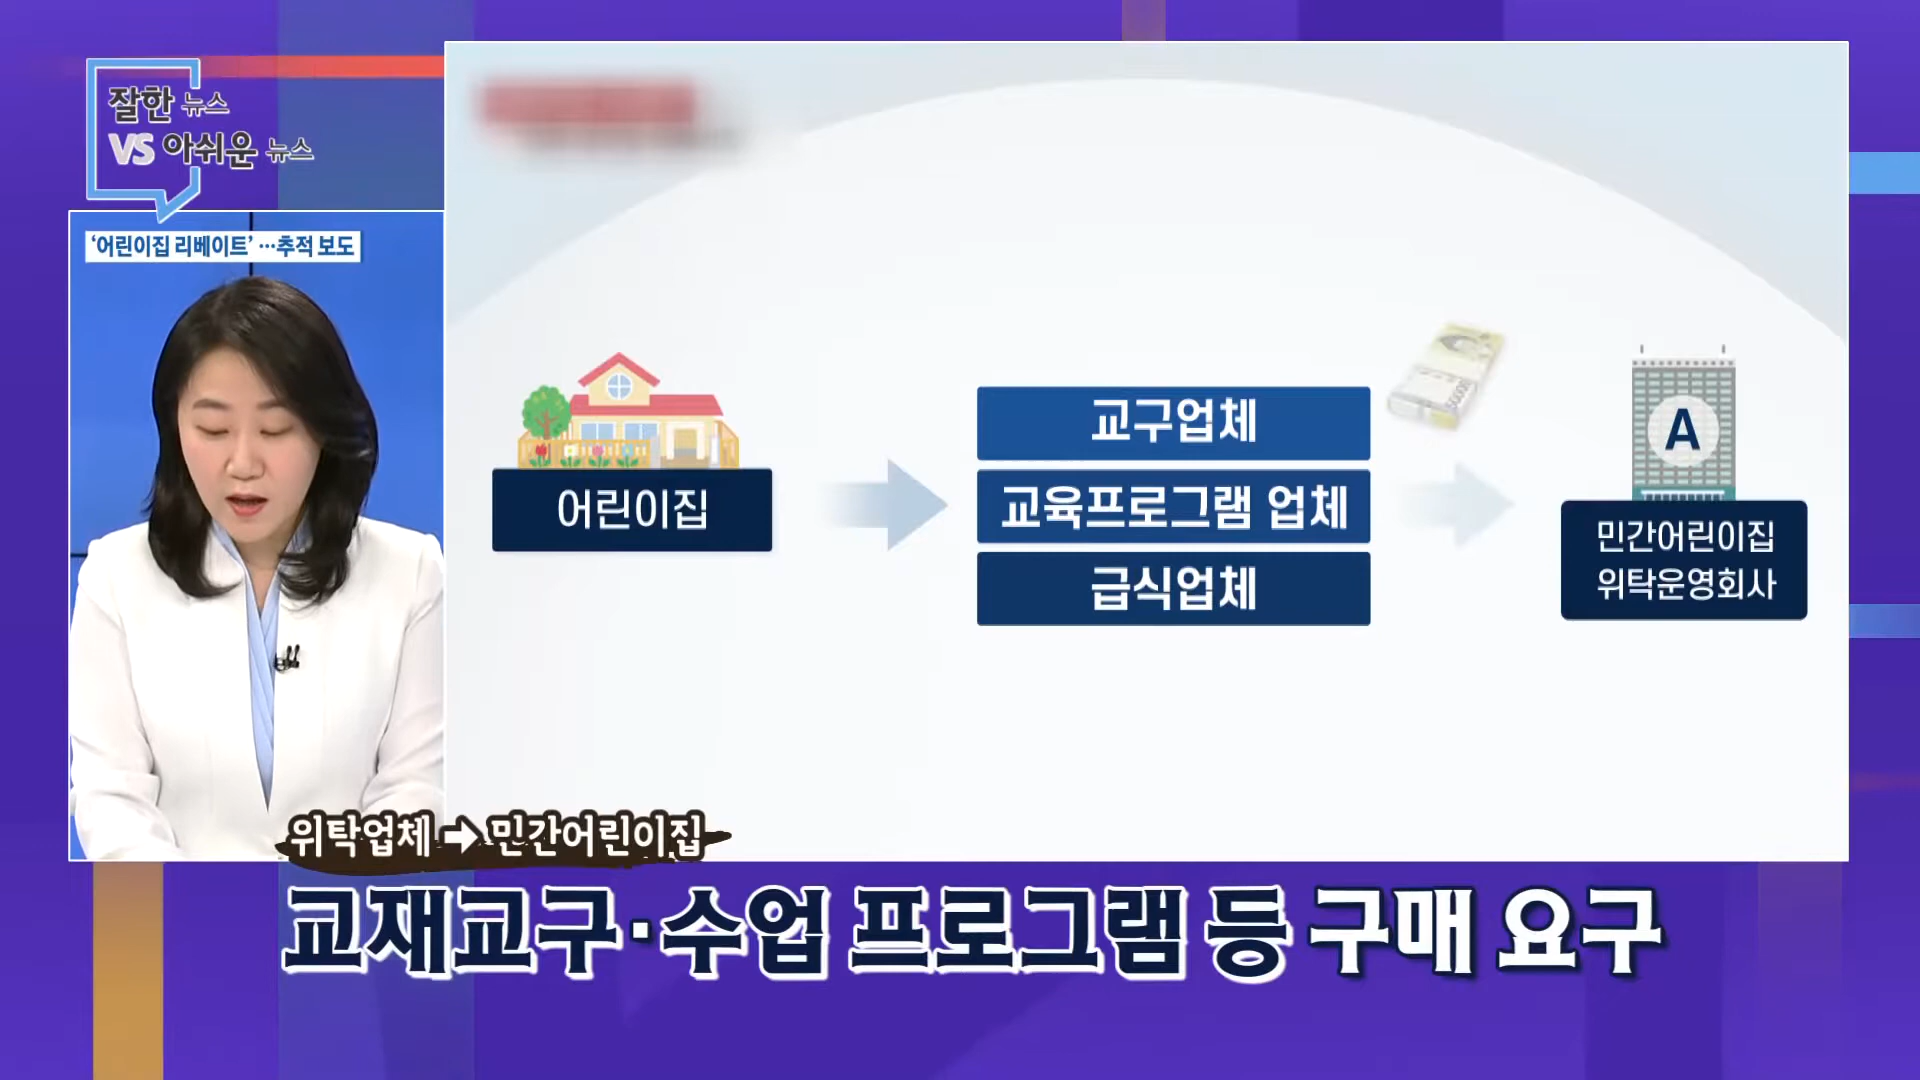 잘한 뉴스
VS 아쉬운 뉴스
‘어린이집 리베이트’ …추적 보도
어린이집
교구업체
교육프로그램 업체
급식업체
50000
A
민간어린이집
위탁운영회사
위탁업체 ➡ 민간어린이집
교재교구·수업 프로그램 등 구매 요구